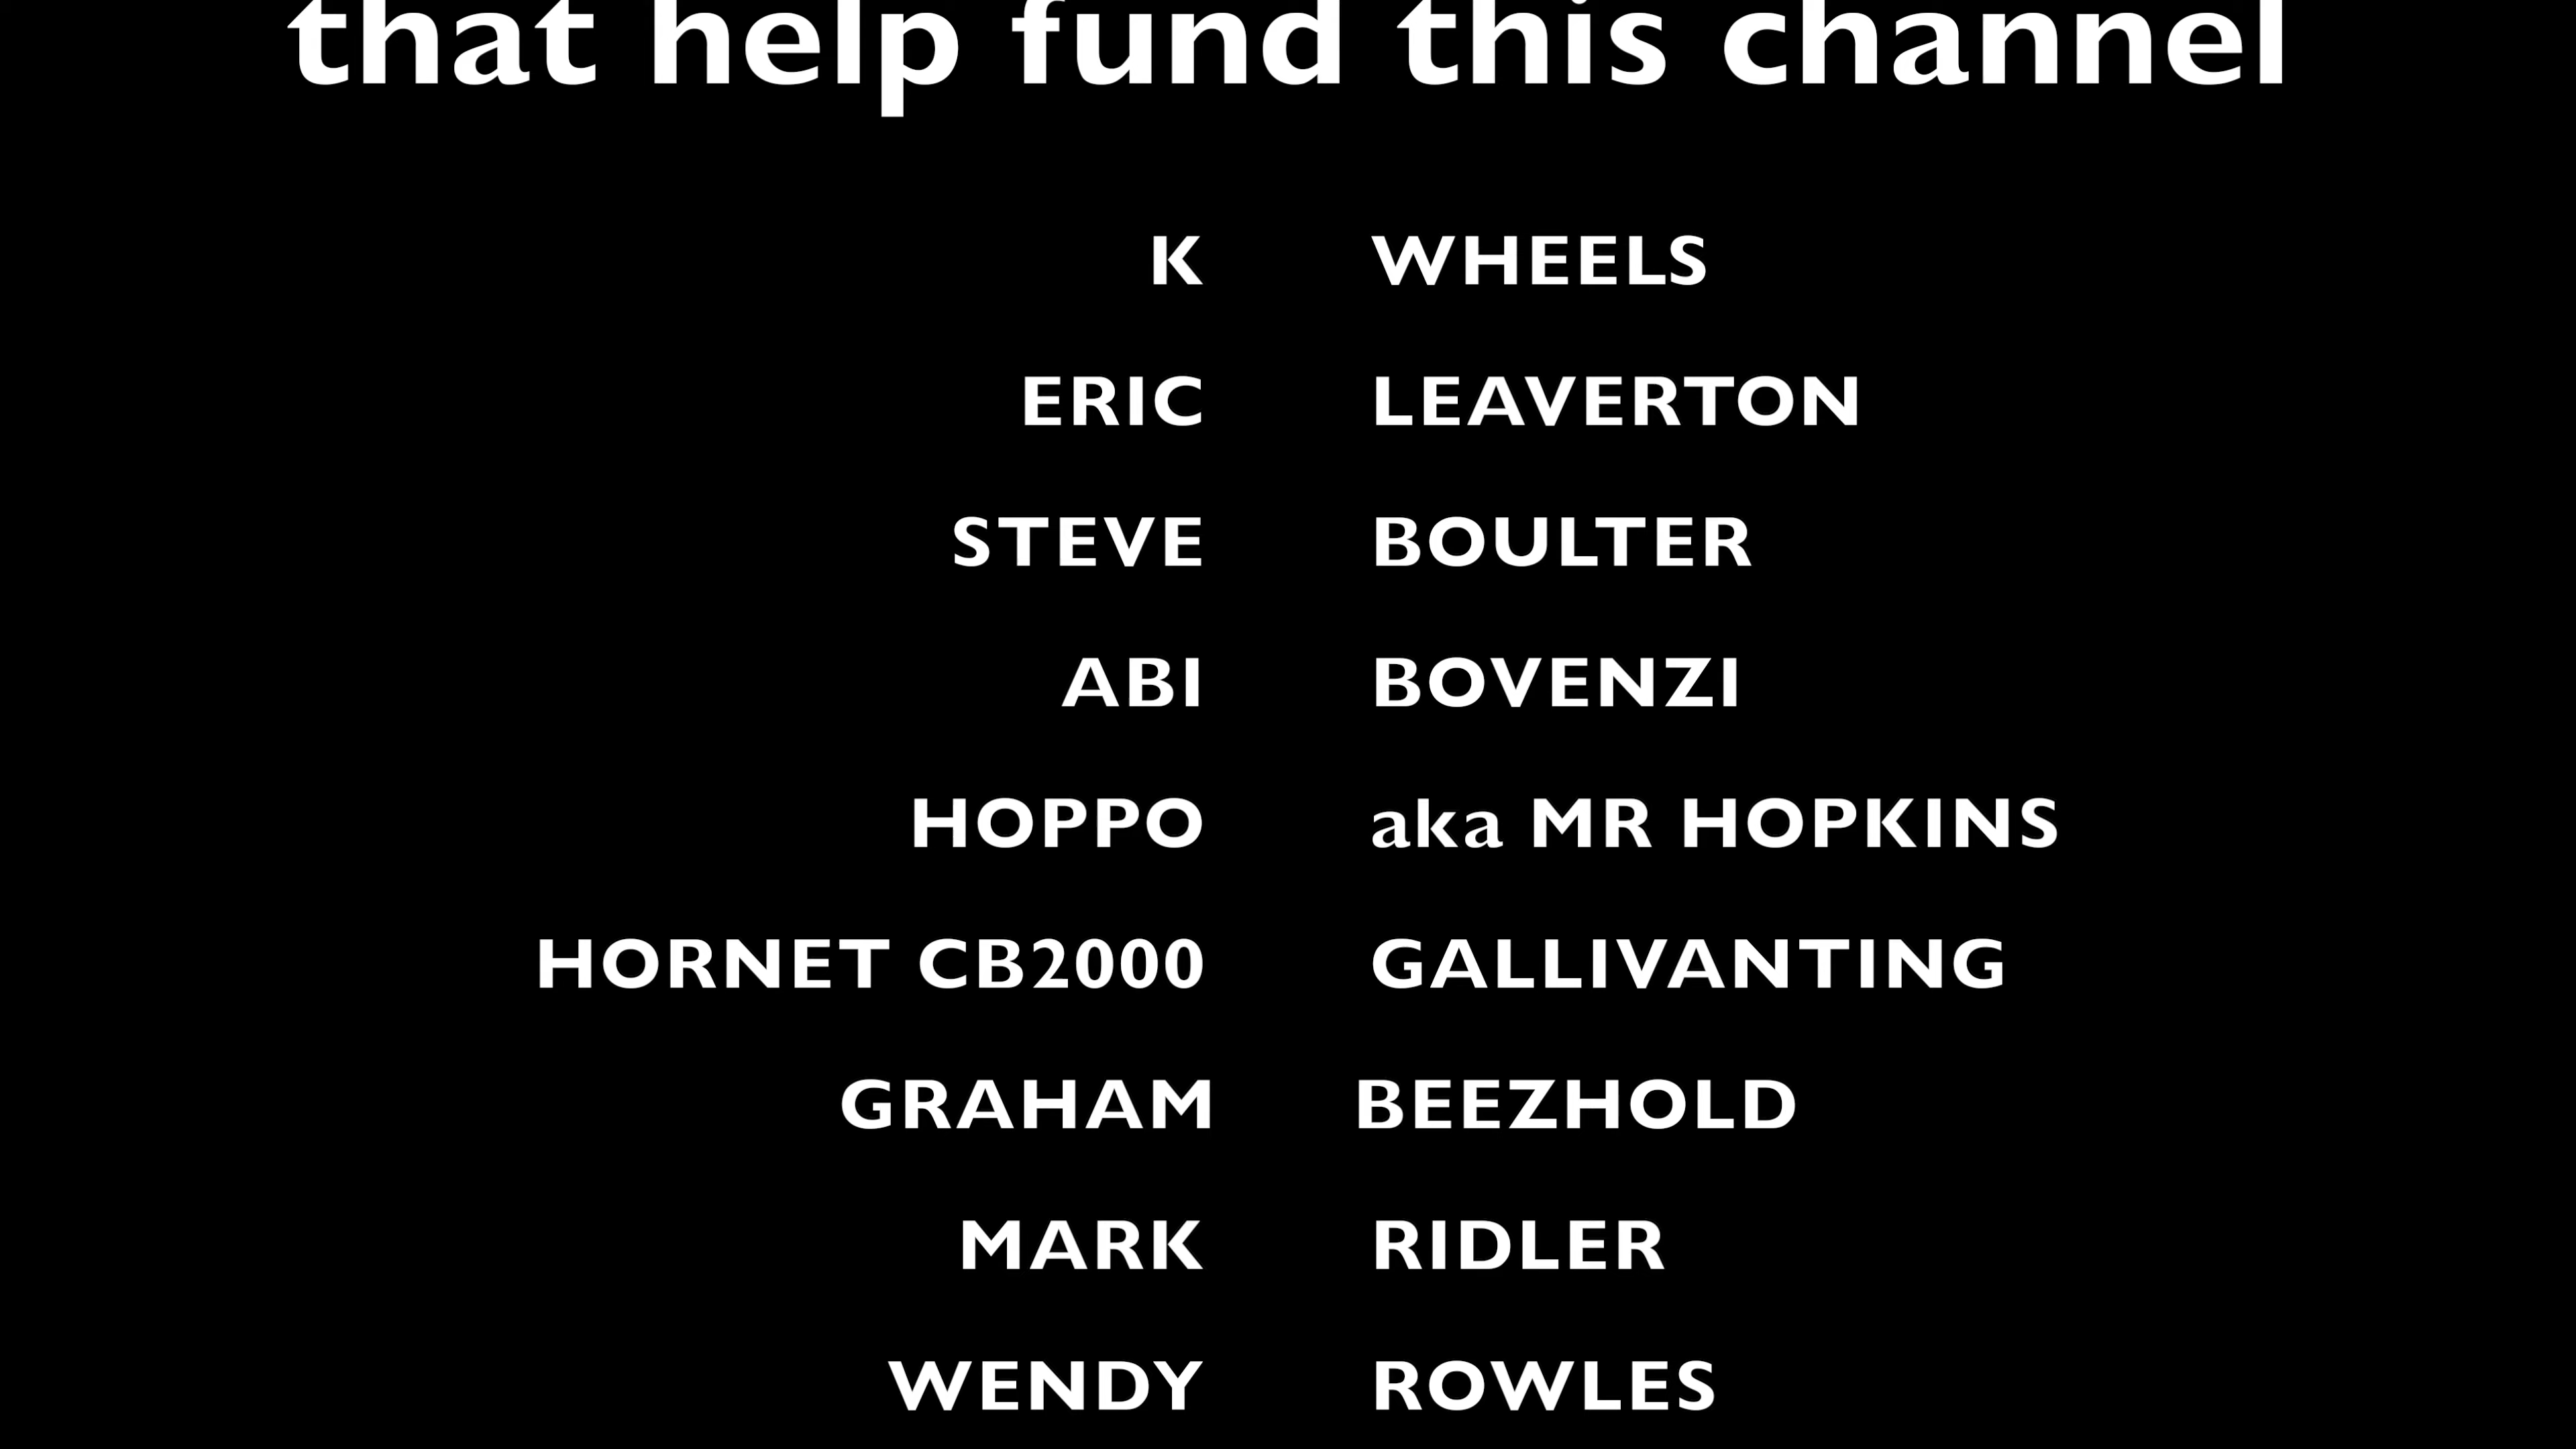 that help fund this channel
K WHEELS
ERIC LEAVERTON
STEVE BOULTER
ABI BOVENZI
HOPPO aka MR HOPKINS
HORNET CB2000 GALLIVANTING
GRAHAM BEEZHOLD
MARK RIDLER
WENDY ROWLES